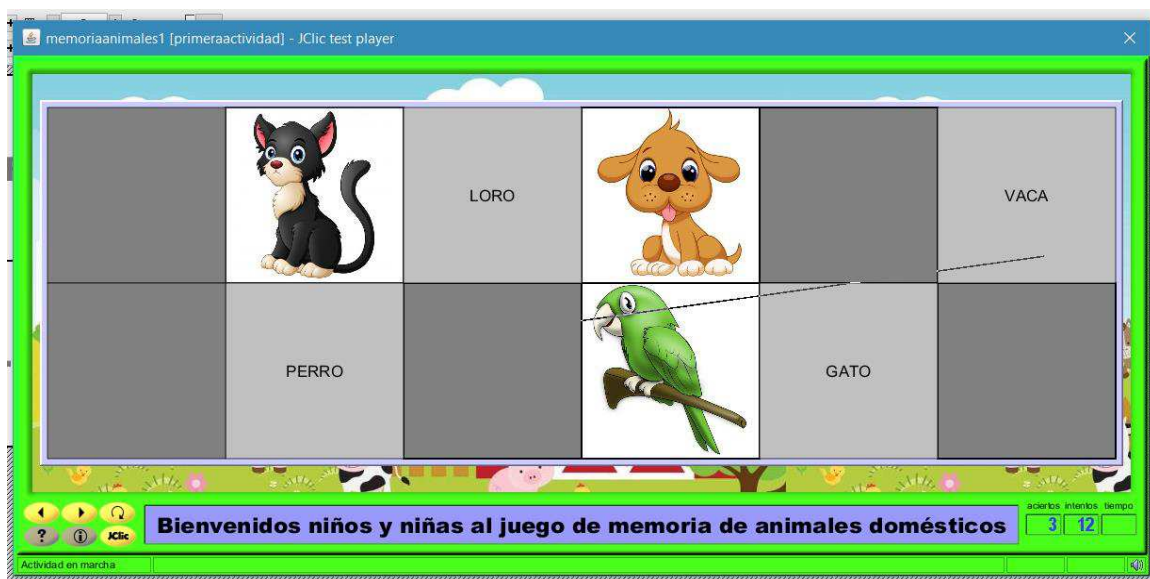 memoriaanimales1 [primeraactividad] - JClic test player
LORO
VACA
PERRO
GATO
Bienvenidos niños y niñas al juego de memoria de animales domésticos
aciertos intentos tiempo
3 12
? i JClic
Actividad en marcha